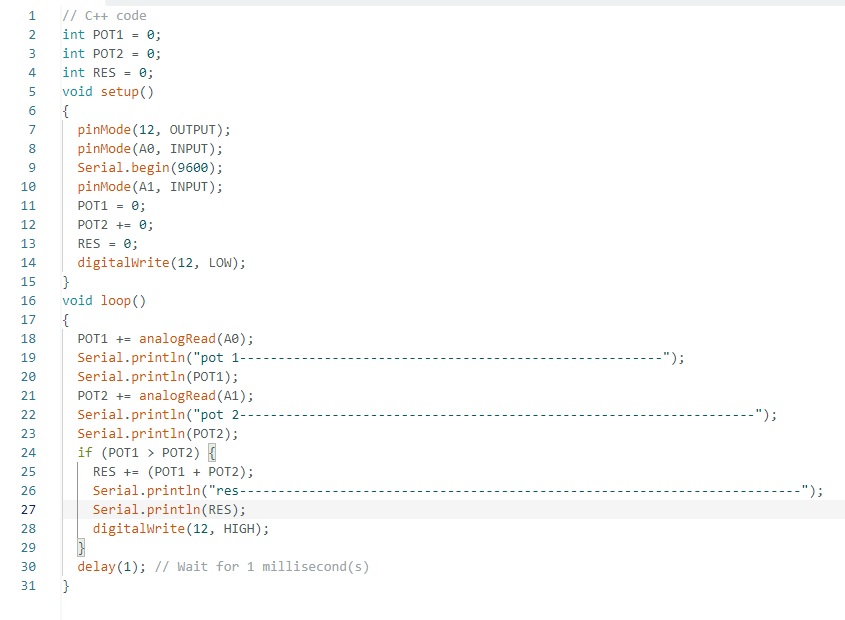 1 // C++ code
2 int POT1 = 0;
3 int POT2 = 0;
4 int RES = 0;
5 void setup()
6 {
7 pinMode(12, OUTPUT);
8 pinMode(A0, INPUT);
9 Serial.begin(9600);
10 pinMode(A1, INPUT);
11 POT1 = 0;
12 POT2 += 0;
13 RES = 0;
14 digitalWrite(12, LOW);
15 }
16 void loop()
17 {
18 POT1 += analogRead(A0);
19 Serial.println("pot 1-------------------------------------------------------");
20 Serial.println(POT1);
21 POT2 += analogRead(A1);
22 Serial.println("pot 2-------------------------------------------------------------------");
23 Serial.println(POT2);
24 if (POT1 > POT2) {
25 RES += (POT1 + POT2);
26 Serial.println("res-------------------------------------------------------------------------");
27 Serial.println(RES);
28 digitalWrite(12, HIGH);
29 }
30 delay(1); // Wait for 1 millisecond(s)
31 }